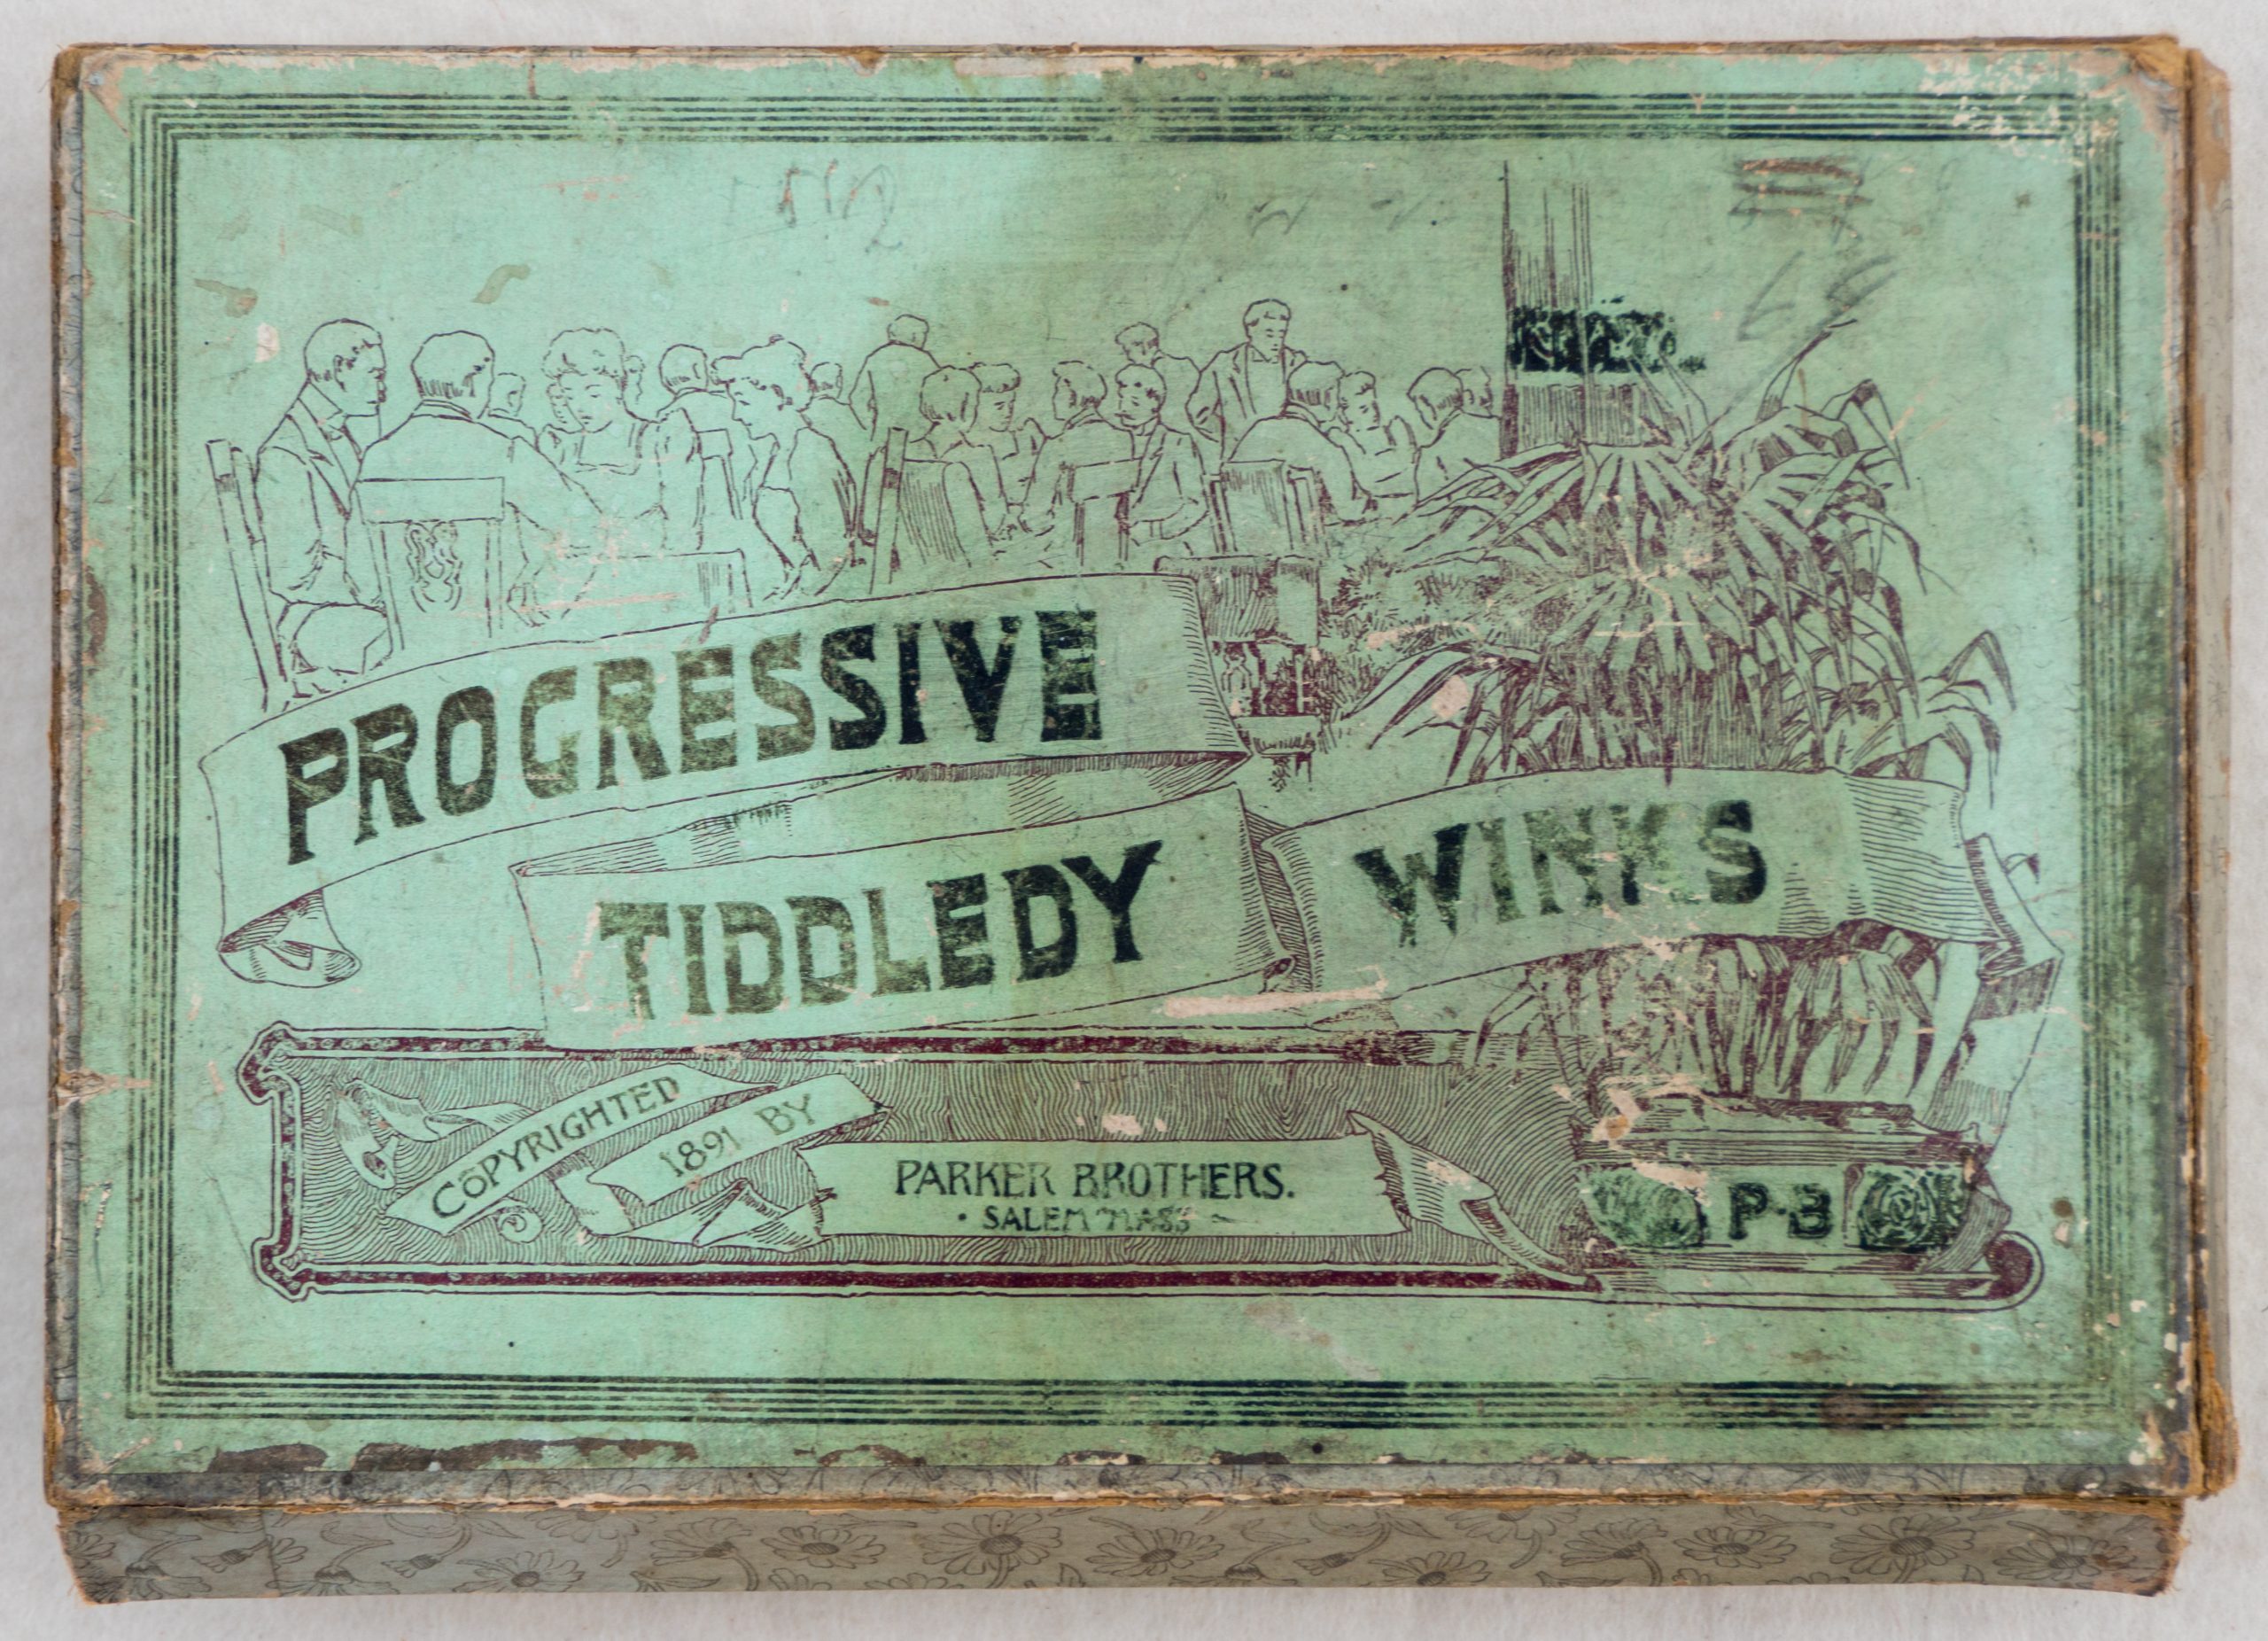 PROGRESSIVE
TIDDLEDY WINKS
COPYRIGHTED
1891 BY
PARKER BROTHERS.
· SALEM MASS
P·B